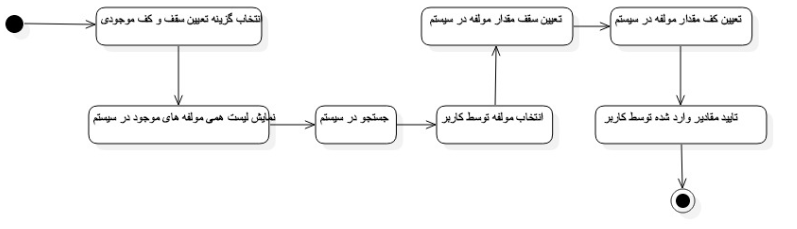 انتخاب گزینه تعیین سقف و کف موجودی
نمایش لیست همی مولفه های موجود در سیستم
جستجو در سیستم
انتخاب مولفه توسط کاربر
تعیین سقف مقدار مولفه در سیستم
تعیین کف مقدار مولفه در سیستم
تایید مقادیر وارد شده توسط کاربر